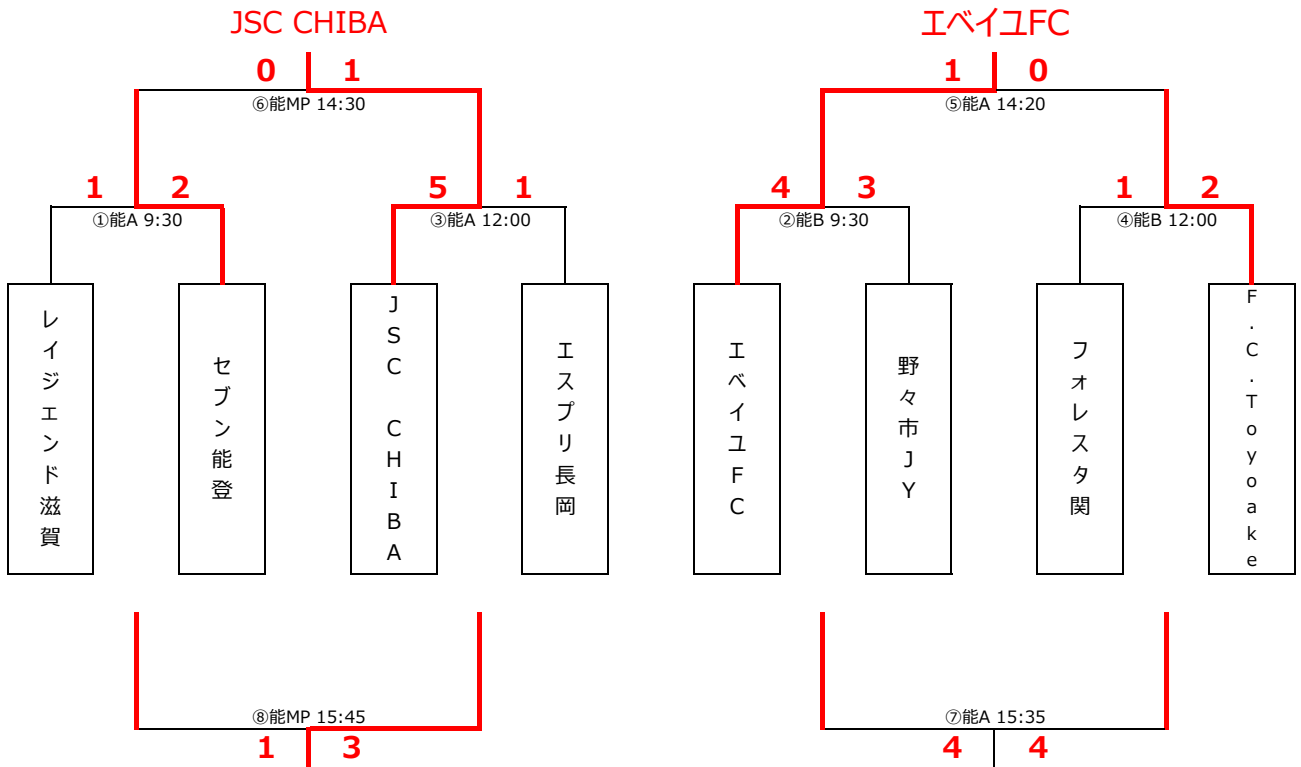 JSC CHIBA
エベイユFC
0 1
1 0
⑥能MP 14:30
⑤能A 14:20
1 2
5 1
4 3
1 2
①能A 9:30
③能A 12:00
②能B 9:30
④能B 12:00
レイジェンド滋賀
セブン能登
JSC CHIBA
エスプリ長岡
エベイユFC
野々市JY
フォレスタ関
F.C.Toyoake
⑧能MP 15:45
⑦能A 15:35
1 3
4 4